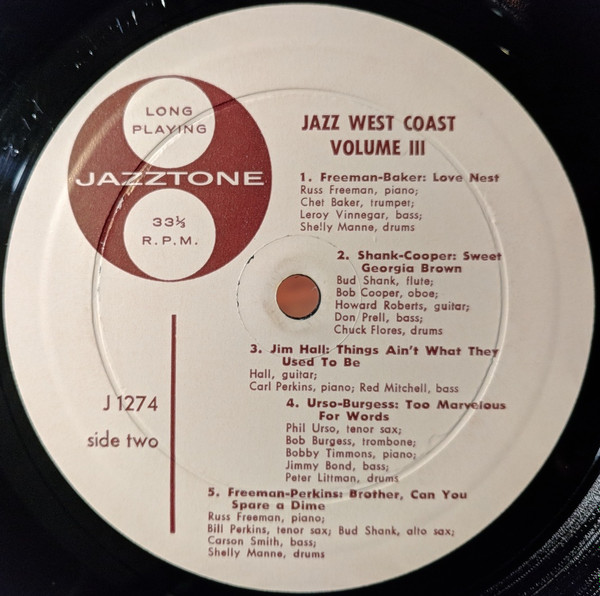 LONG
PLAYING
JAZZTONE
33⅓
R.P.M.
JAZZ WEST COAST
VOLUME III
1. Freeman-Baker: Love Nest
Russ Freeman, piano;
Chet Baker, trumpet;
Leroy Vinnegar, bass;
Shelly Manne, drums
2. Shank-Cooper: Sweet
Georgia Brown
Bud Shank, flute;
Bob Cooper, oboe;
Howard Roberts, guitar;
Don Prell, bass;
Chuck Flores, drums
3. Jim Hall: Things Ain't What They
Used To Be
Hall, guitar;
Carl Perkins, piano; Red Mitchell, bass
J 1274
side two
4. Urso-Burgess: Too Marvelous
For Words
Phil Urso, tenor sax;
Bob Burgess, trombone;
Bobby Timmons, piano;
Jimmy Bond, bass;
Peter Littman, drums
5. Freeman-Perkins: Brother, Can You
Spare a Dime
Russ Freeman, piano;
Bill Perkins, tenor sax; Bud Shank, alto sax;
Carson Smith, bass;
Shelly Manne, drums